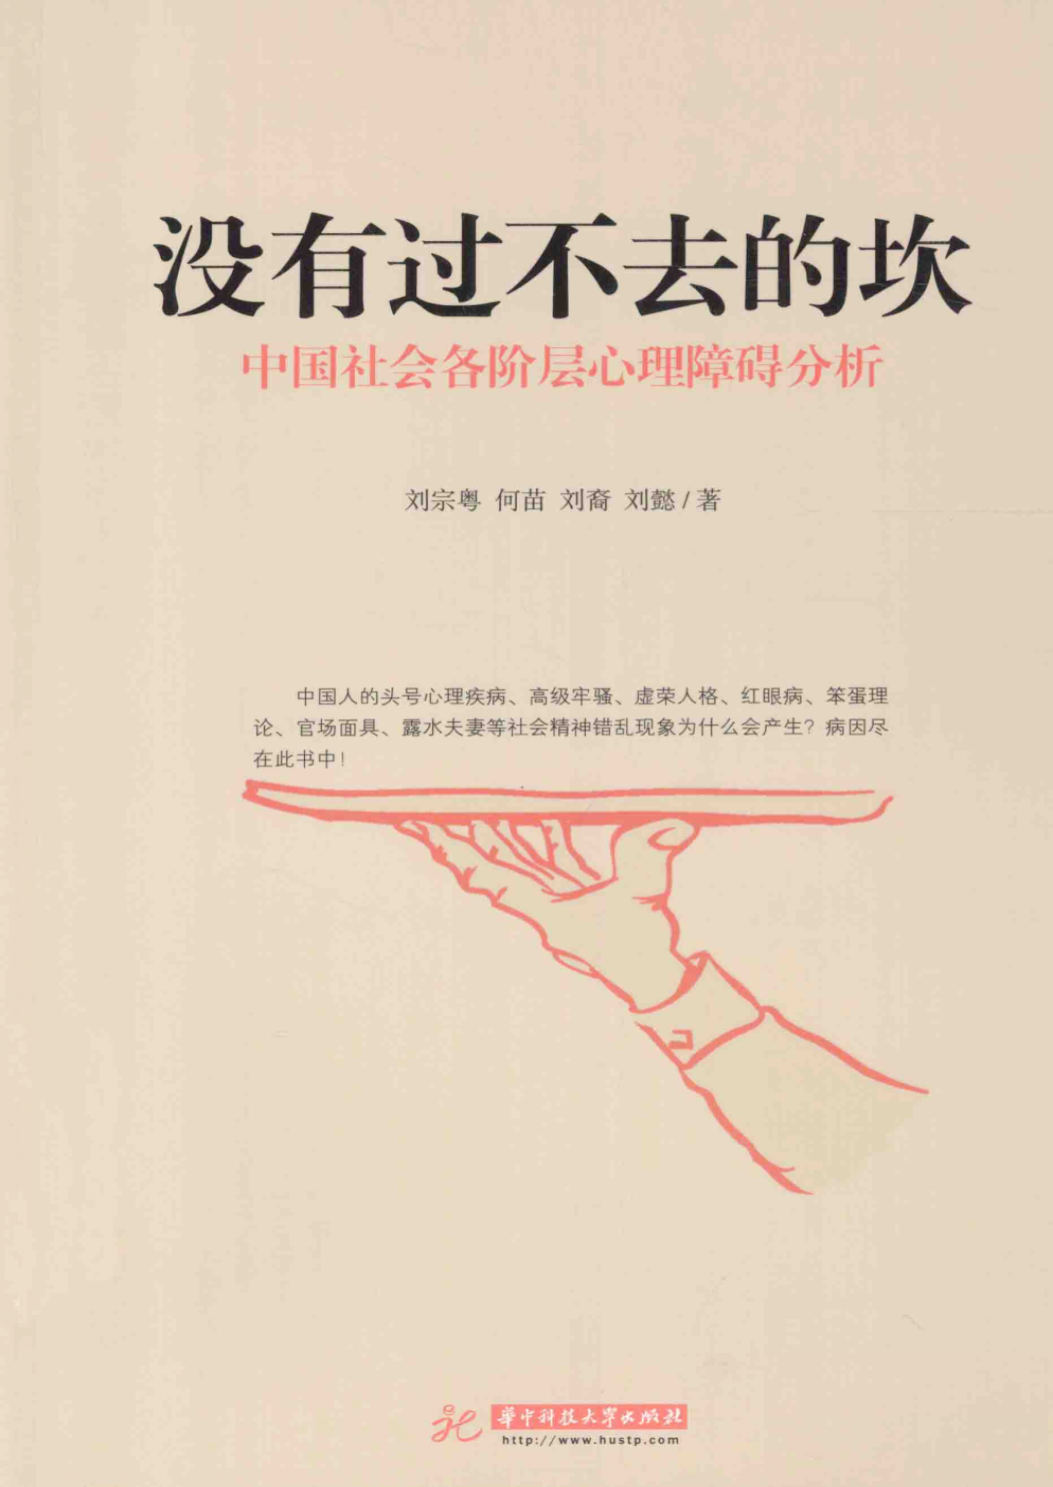 没有过不去的坎
中国社会各阶层心理障碍分析
刘宗粤 何苗 刘裔 刘懿/著
中国人的头号心理疾病、高级牢骚、虚荣人格、红眼病、笨蛋理
论、官场面具、露水夫妻等社会精神错乱现象为什么会产生？病因尽
在此书中！
华中科技大学出版社
http://www.hustp.com